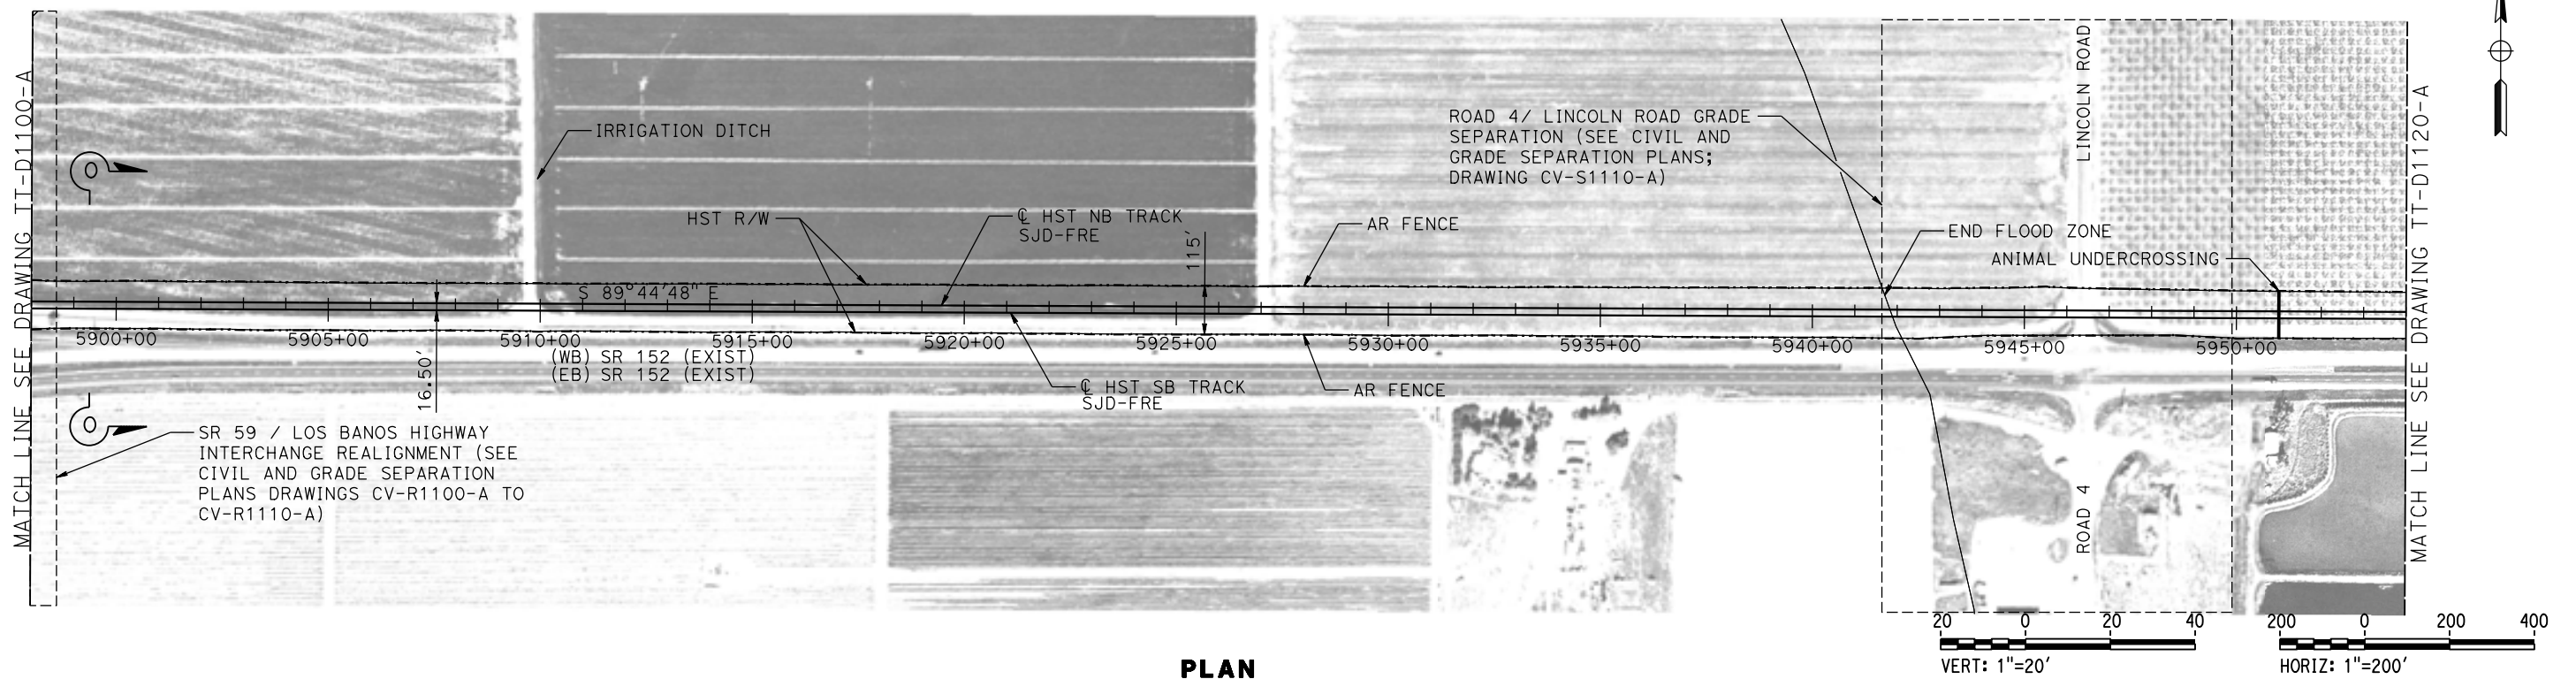 MATCH LINE SEE DRAWING TT-D1100-A
IRRIGATION DITCH
HST R/W
℄ HST NB TRACK
SJD-FRE
115'
AR FENCE
ROAD 4/ LINCOLN ROAD GRADE
SEPARATION (SEE CIVIL AND
GRADE SEPARATION PLANS;
DRAWING CV-S1110-A)
LINCOLN ROAD
END FLOOD ZONE
ANIMAL UNDERCROSSING
MATCH LINE SEE DRAWING TT-D1120-A
S 89°44'48" E
5900+00
5905+00
5910+00
5915+00
5920+00
5925+00
5930+00
5935+00
5940+00
5945+00
5950+00
(WB) SR 152 (EXIST)
(EB) SR 152 (EXIST)
16.50'
℄ HST SB TRACK
SJD-FRE
AR FENCE
O
O
SR 59 / LOS BANOS HIGHWAY
INTERCHANGE REALIGNMENT (SEE
CIVIL AND GRADE SEPARATION
PLANS DRAWINGS CV-R1100-A TO
CV-R1110-A)
ROAD 4
PLAN
20 0 20 40
VERT: 1"=20'
200 0 200 400
HORIZ: 1"=200'